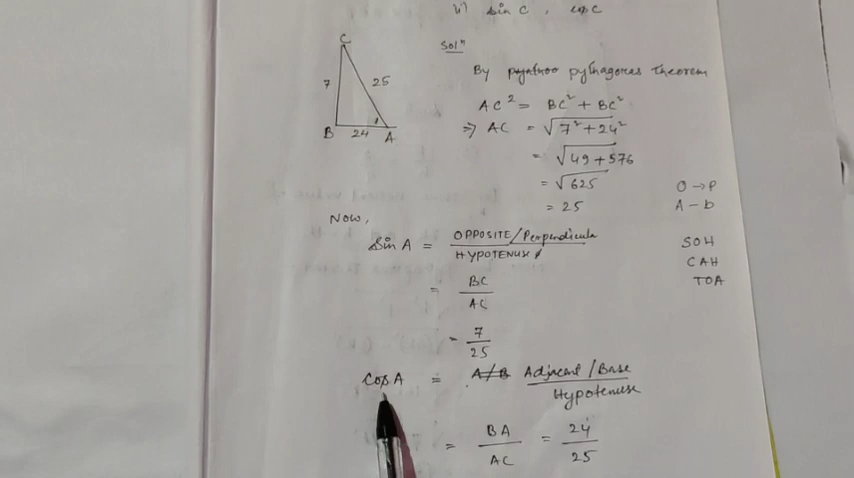 ii) sin C, cos C
C
Solⁿ
7
25
B
24
A
By pythagoras theorem
AC² = BC² + BC²
=> AC = √7² + 24²
= √49 + 576
= √625
= 25
O → P
A - b
SOH
CAH
TOA
Now,
sin A = OPPOSITE / Perpendicula
HYPOTENUSE
= BC
AC
= 7
25
Cos A = A/B Adjacent / Base
Hypotenuse
= BA = 24
AC 25